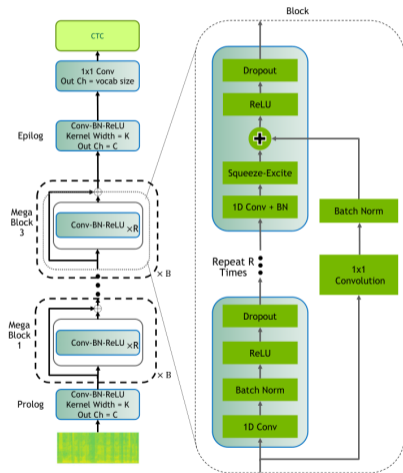 Block
CTC
1x1 Conv
Out Ch = vocab size
Epilog
Conv-BN-ReLU
Kernel Width = K
Out Ch = C
Mega
Block
3
Conv-BN-ReLU
×R
× B
Mega
Block
1
Conv-BN-ReLU
×R
× B
Prolog
Conv-BN-ReLU
Kernel Width = K
Out Ch = C
Dropout
ReLU
+
Squeeze-Excite
1D Conv + BN
Repeat R
Times
Batch Norm
1x1
Convolution
Dropout
ReLU
Batch Norm
1D Conv